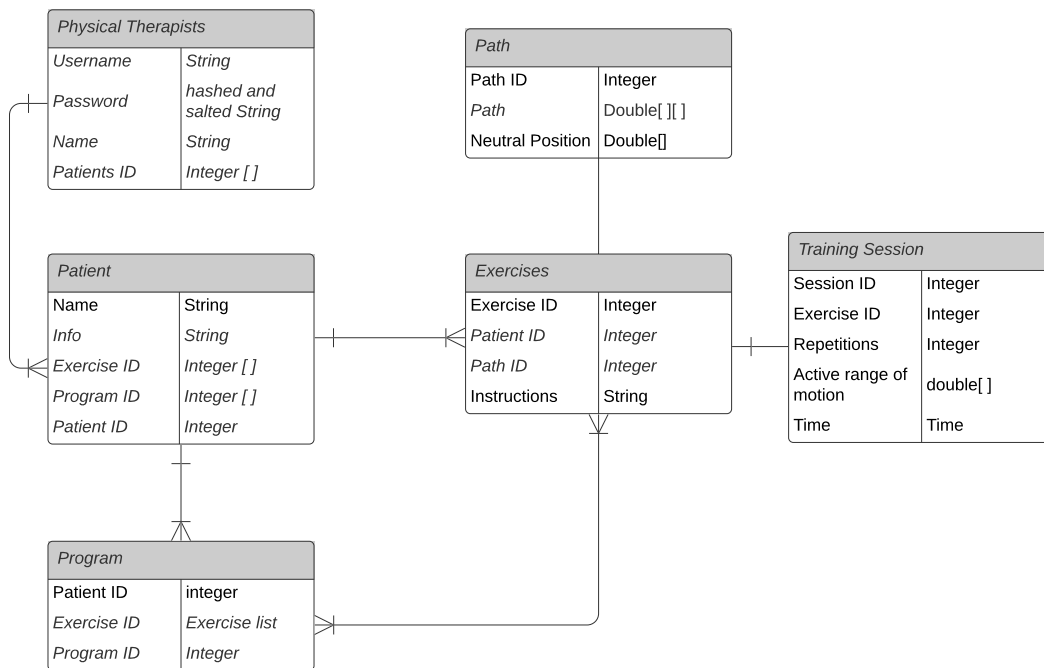 Physical Therapists
Username String
Password hashed and
salted String
Name String
Patients ID Integer [ ]
Path
Path ID Integer
Path Double[ ][ ]
Neutral Position Double[]
Patient
Name String
Info String
Exercise ID Integer [ ]
Program ID Integer [ ]
Patient ID Integer
Exercises
Exercise ID Integer
Patient ID Integer
Path ID Integer
Instructions String
Training Session
Session ID Integer
Exercise ID Integer
Repetitions Integer
Active range of
motion double[ ]
Time Time
Program
Patient ID integer
Exercise ID Exercise list
Program ID Integer